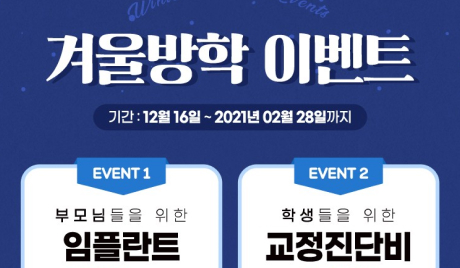 Events
겨울방학 이벤트
기간 : 12월 16일 ~ 2021년 02월 28일까지
EVENT 1
부모님들을 위한
임플란트
EVENT 2
학생들을 위한
교정진단비